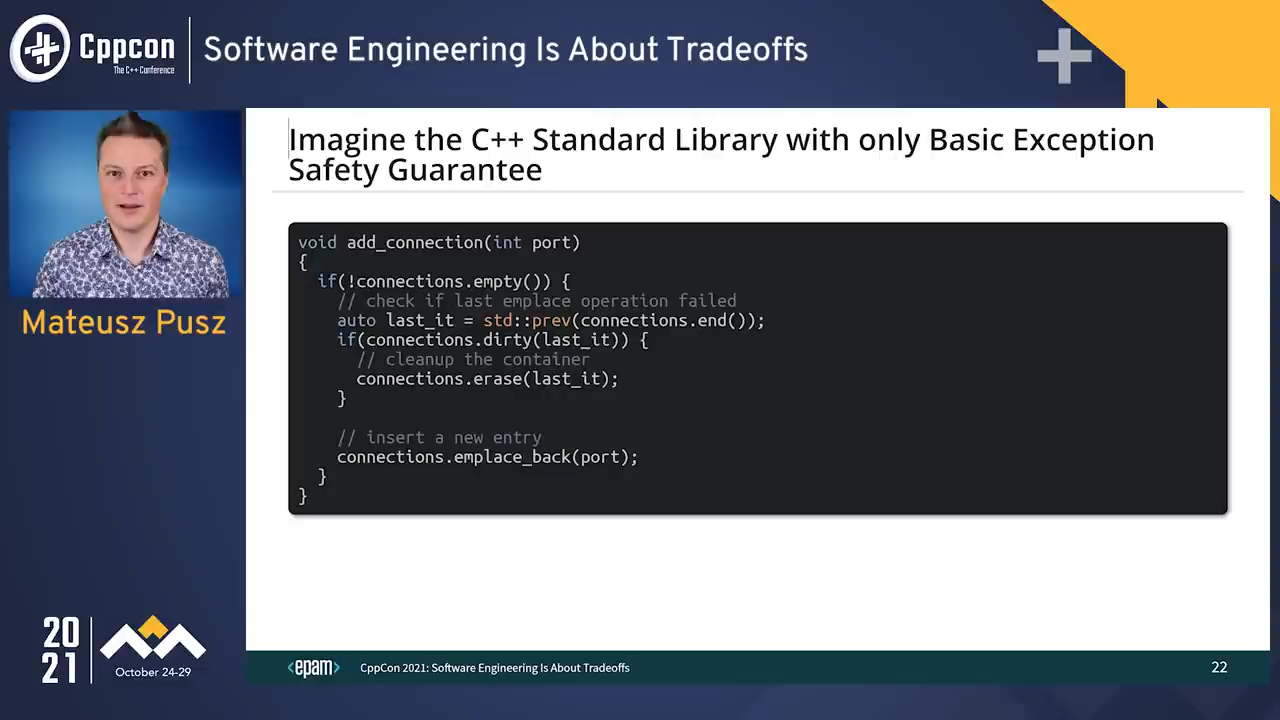 Cppcon
The C++ Conference
Software Engineering Is About Tradeoffs
Mateusz Pusz
Imagine the C++ Standard Library with only Basic Exception
Safety Guarantee
void add_connection(int port)
{
  if(!connections.empty()) {
    // check if last emplace operation failed
    auto last_it = std::prev(connections.end());
    if(connections.dirty(last_it)) {
      // cleanup the container
      connections.erase(last_it);
    }
    // insert a new entry
    connections.emplace_back(port);
  }
}
20
21
October 24-29
<epam>
CppCon 2021: Software Engineering Is About Tradeoffs
22